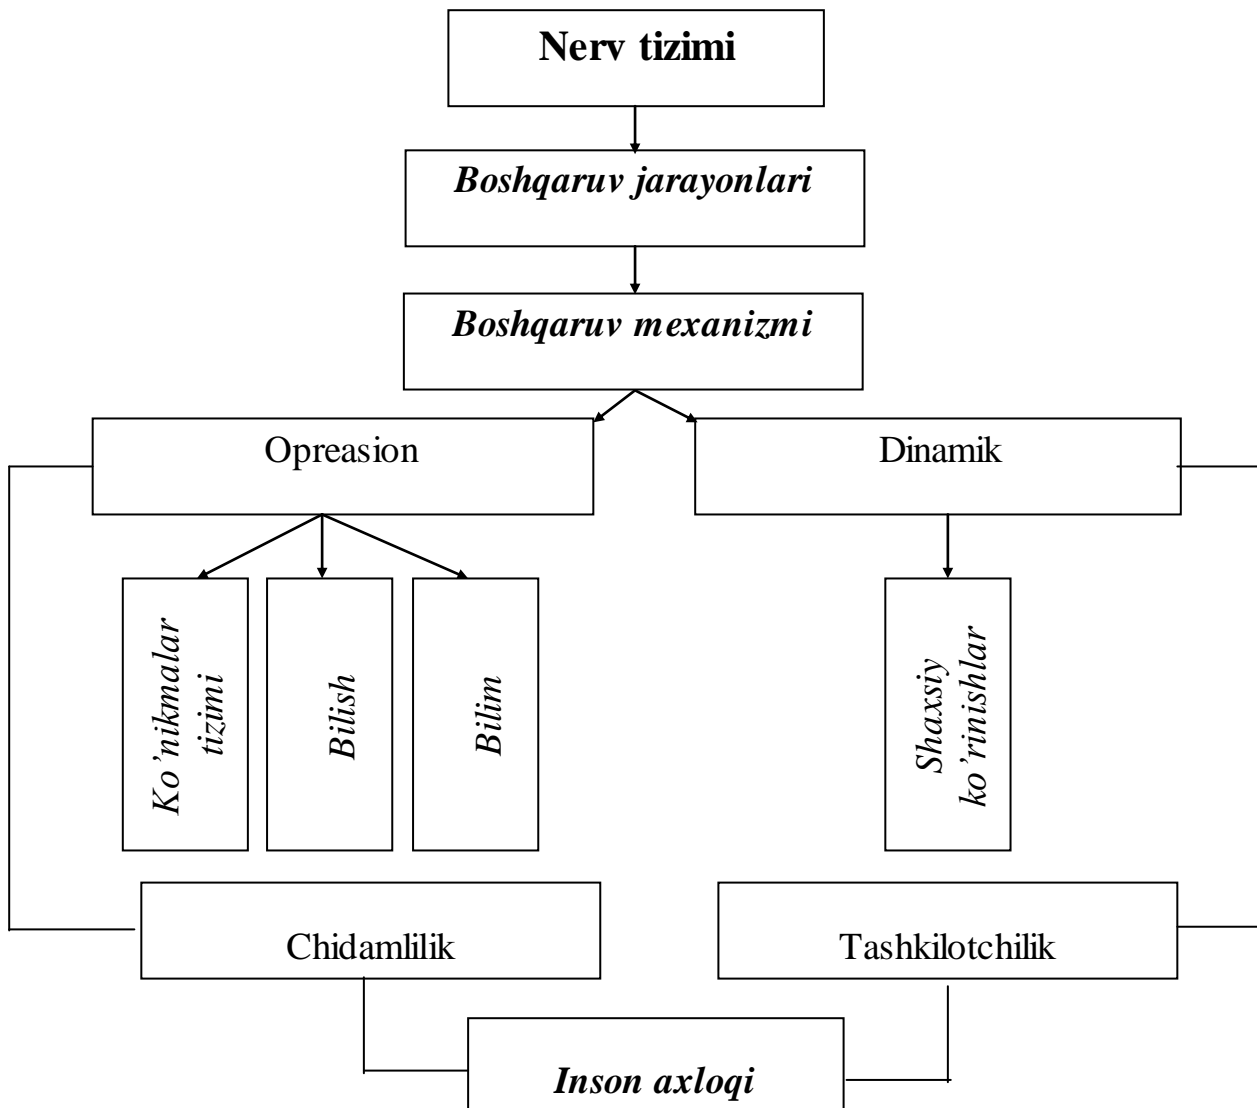 Nerv tizimi
Boshqaruv jarayonlari
Boshqaruv mexanizmi
Opreasion
Dinamik
Ko’nikmalar
tizimi
Bilish
Bilim
Shaxsiy
ko’rinishlar
Chidamlilik
Tashkilotchilik
Inson axloqi